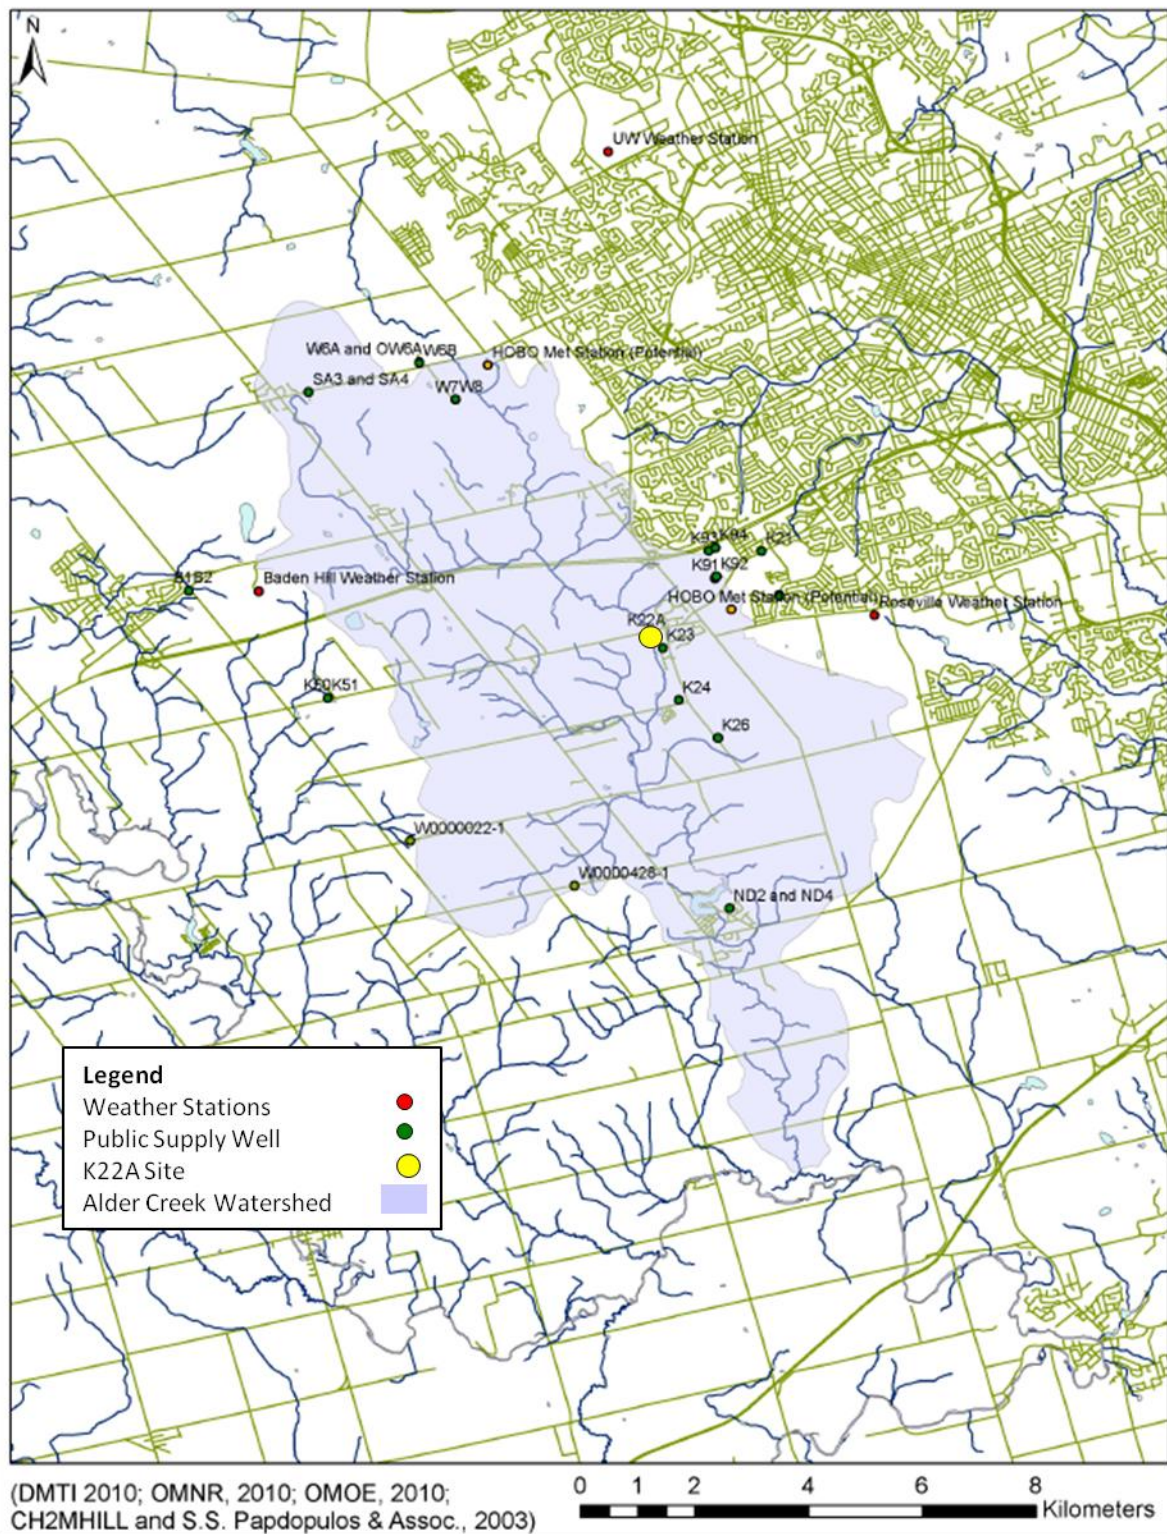 N
UW Weather Station
W6A and OW6A W6B
HOBO Met Station (Potential)
SA3 and SA4
W7W8
K93 K94
K21
K91 K92
Baden Hill Weather Station
HOBO Met Station (Potential)
Roseville Weather Station
K22A
K23
K50K51
K24
K26
W0000022-1
W0000428-1
ND2 and ND4
Legend
Weather Stations
Public Supply Well
K22A Site
Alder Creek Watershed
(DMTI 2010; OMNR, 2010; OMOE, 2010;
CH2MHILL and S.S. Papdopulos & Assoc., 2003)
0 1 2 4 6 8
Kilometers